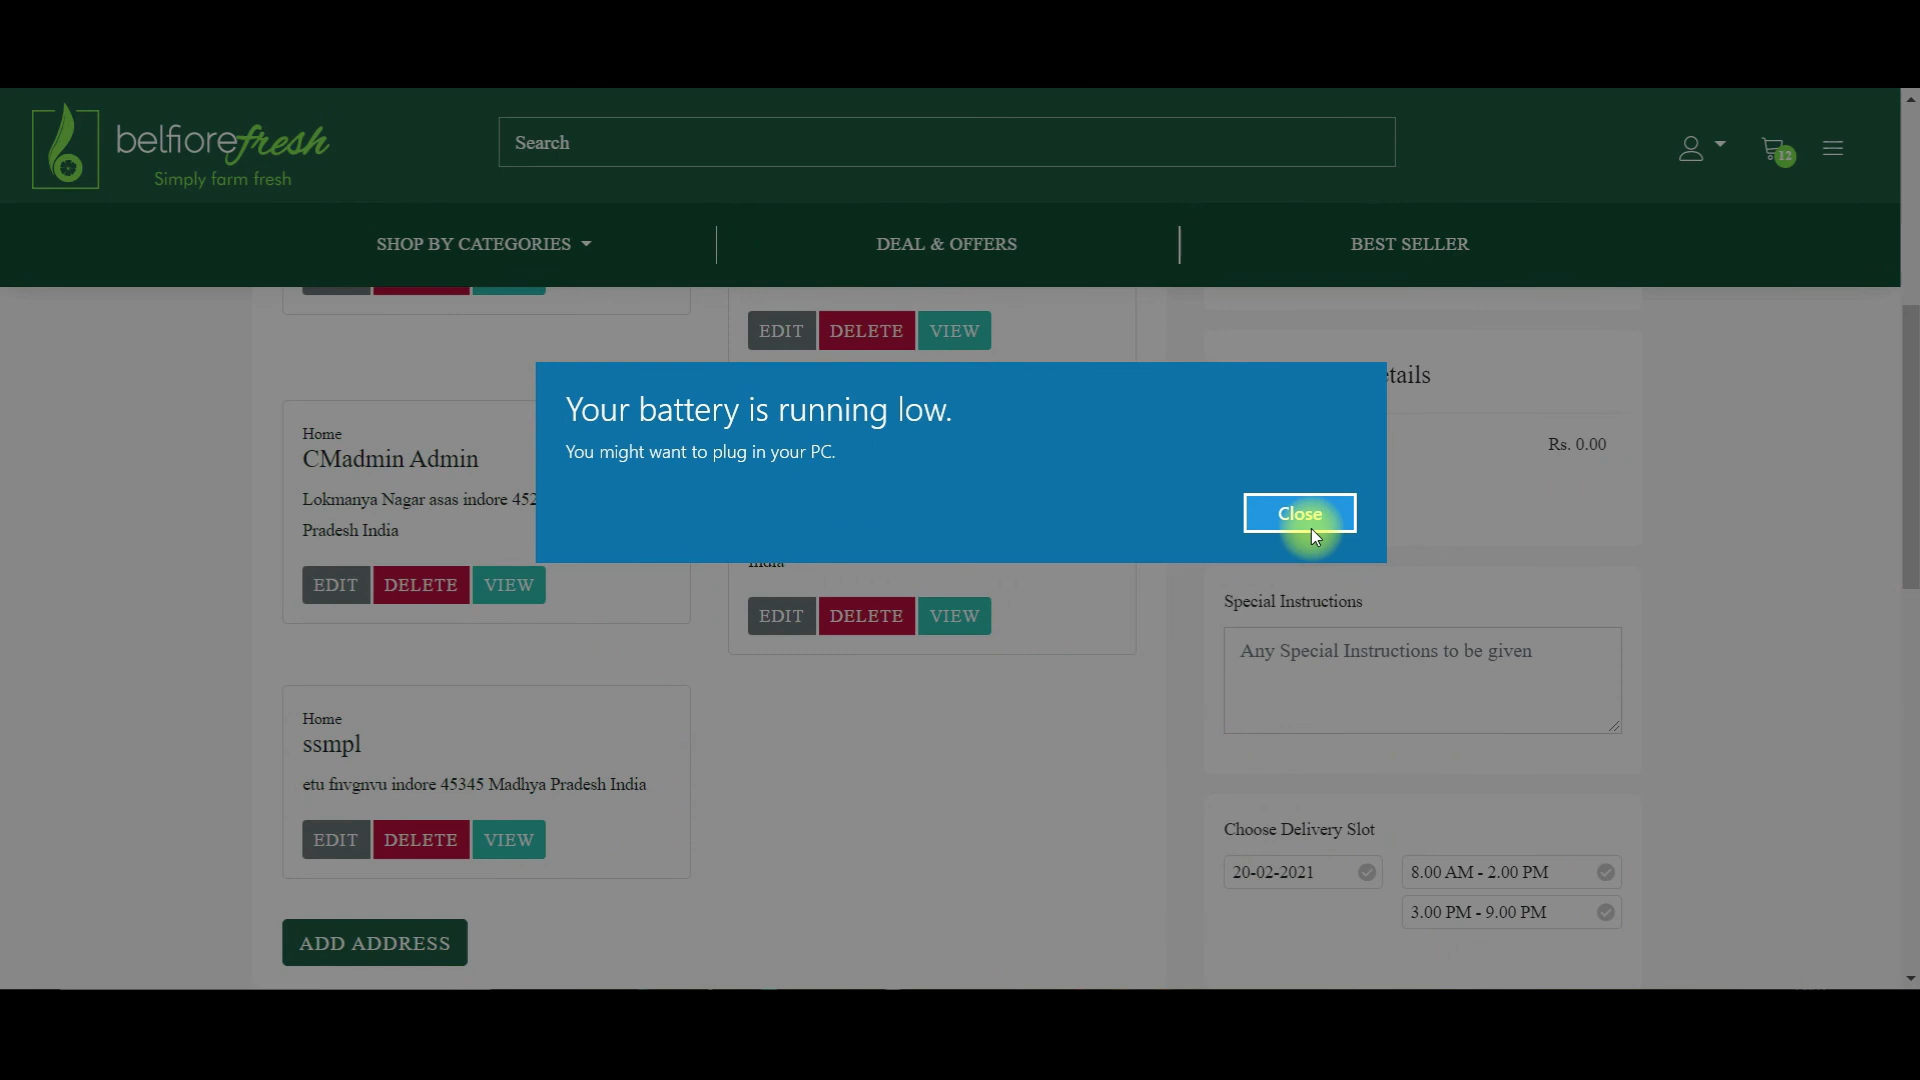 belfiorefresh
Simply farm fresh
Search
12
SHOP BY CATEGORIES
DEAL & OFFERS
BEST SELLER
EDIT DELETE VIEW
etails
Rs. 0.00
Your battery is running low.
You might want to plug in your PC.
Close
Home
CMadmin Admin
Lokmanya Nagar asas indore 452
Pradesh India
EDIT DELETE VIEW
EDIT DELETE VIEW
Special Instructions
Any Special Instructions to be given
Home
ssmpl
etu fnvgnvu indore 45345 Madhya Pradesh India
EDIT DELETE VIEW
ADD ADDRESS
Choose Delivery Slot
20-02-2021
8.00 AM - 2.00 PM
3.00 PM - 9.00 PM